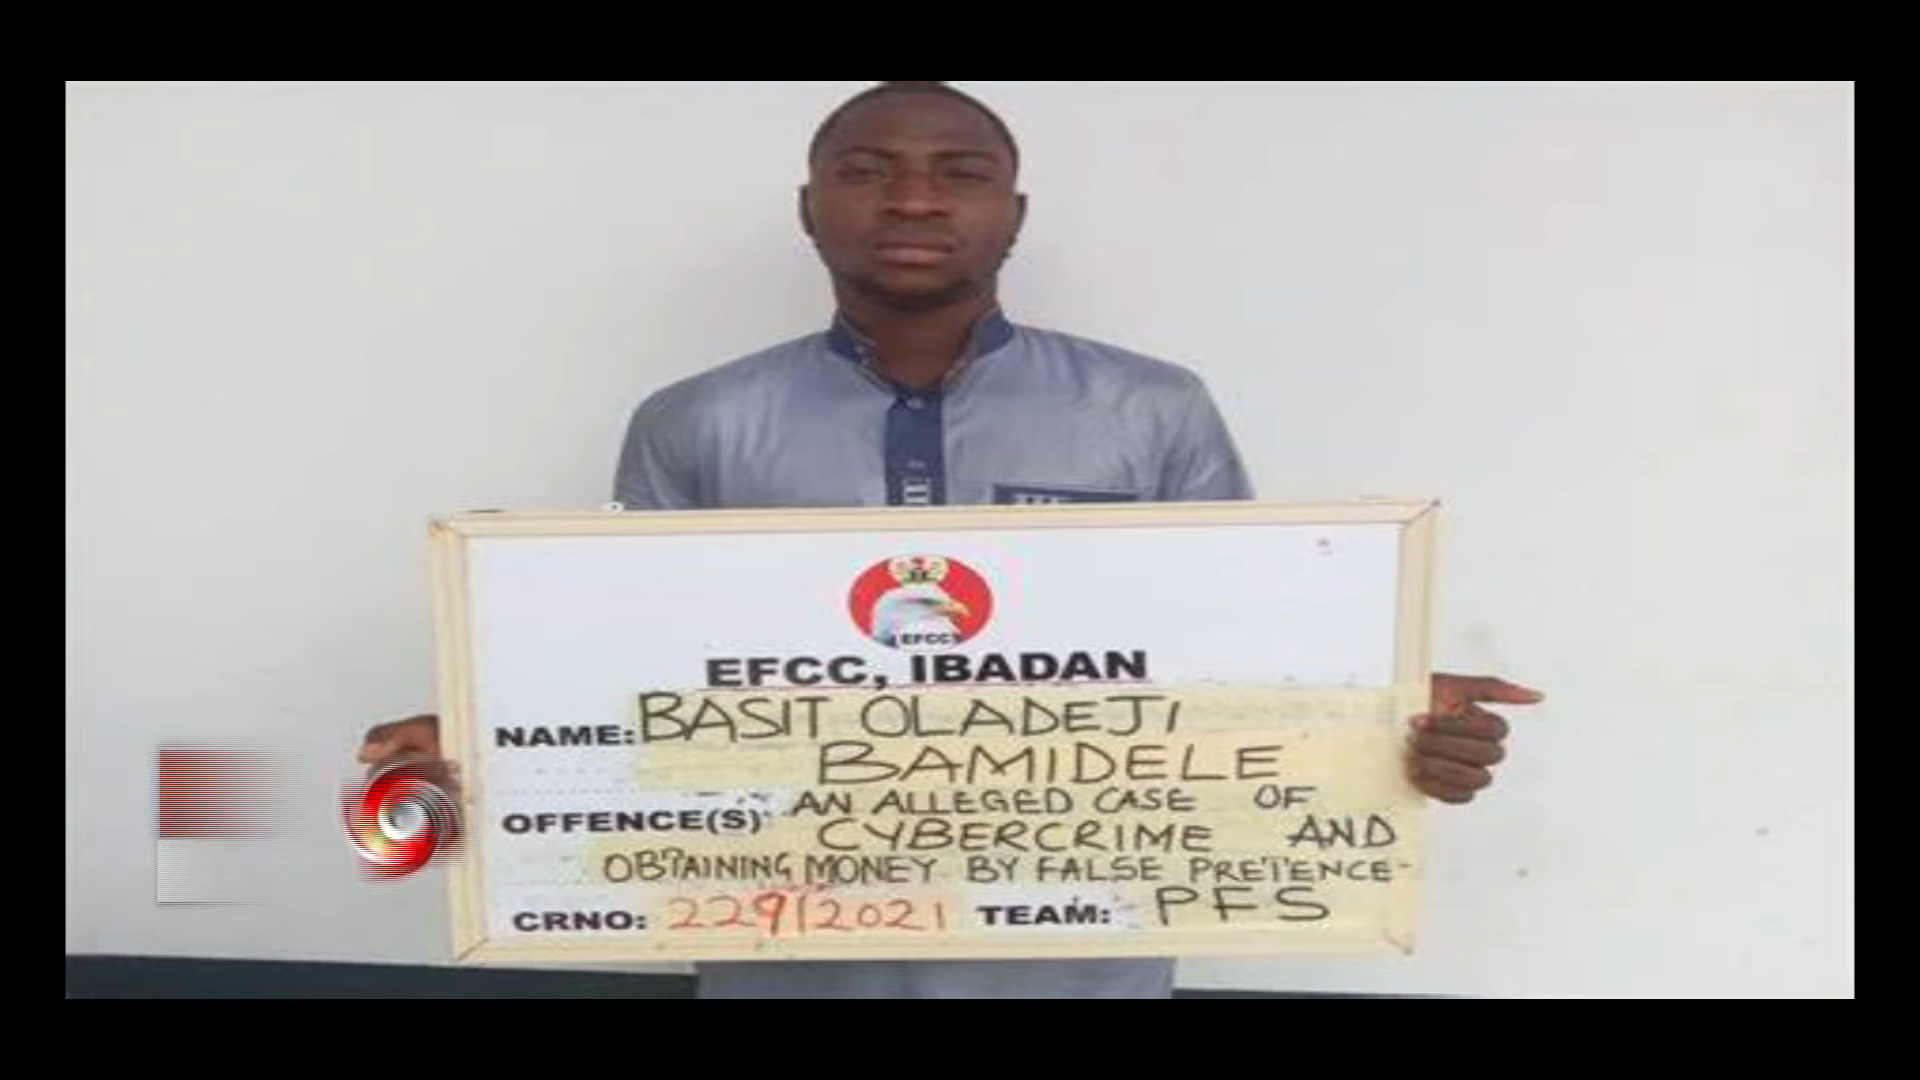 EFCC
EFCC, IBADAN
NAME: BASIT OLADEJI
BAMIDELE
OFFENCE(S): AN ALLEGED CASE OF
CYBERCRIME AND
OBTAINING MONEY BY FALSE PRETENCE-
CRNO: 229/2021 TEAM: PFS